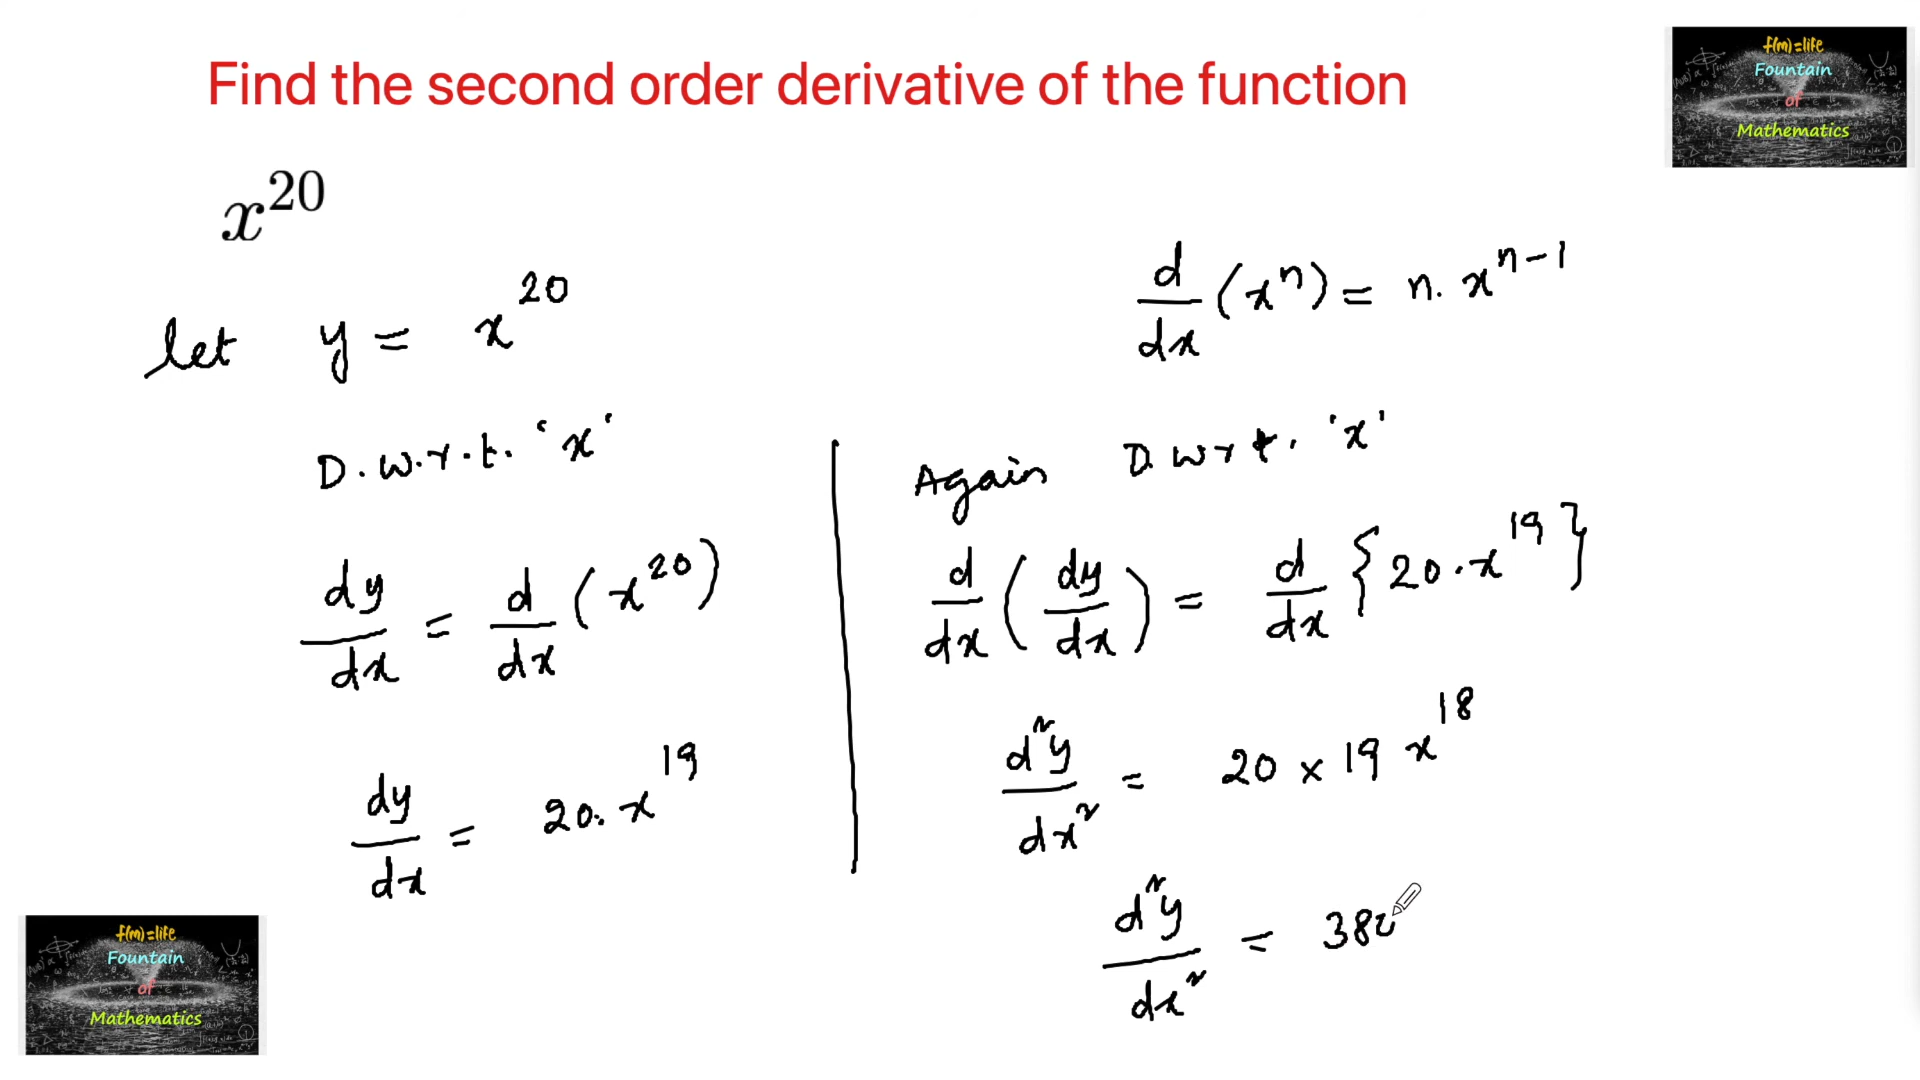 Find the second order derivative of the function
f(m)=life
Fountain
of
Mathematics
x^20
let y = x^20
d/dx (x^n) = n. x^(n-1)
D.w.r.t. 'x'
dy/dx = d/dx (x^20)
dy/dx = 20. x^19
Again D. w r t. 'x'
d/dx (dy/dx) = d/dx {20. x^19}
d²y/dx² = 20 × 19 x^18
d²y/dx² = 380
f(m)=life
Fountain
of
Mathematics